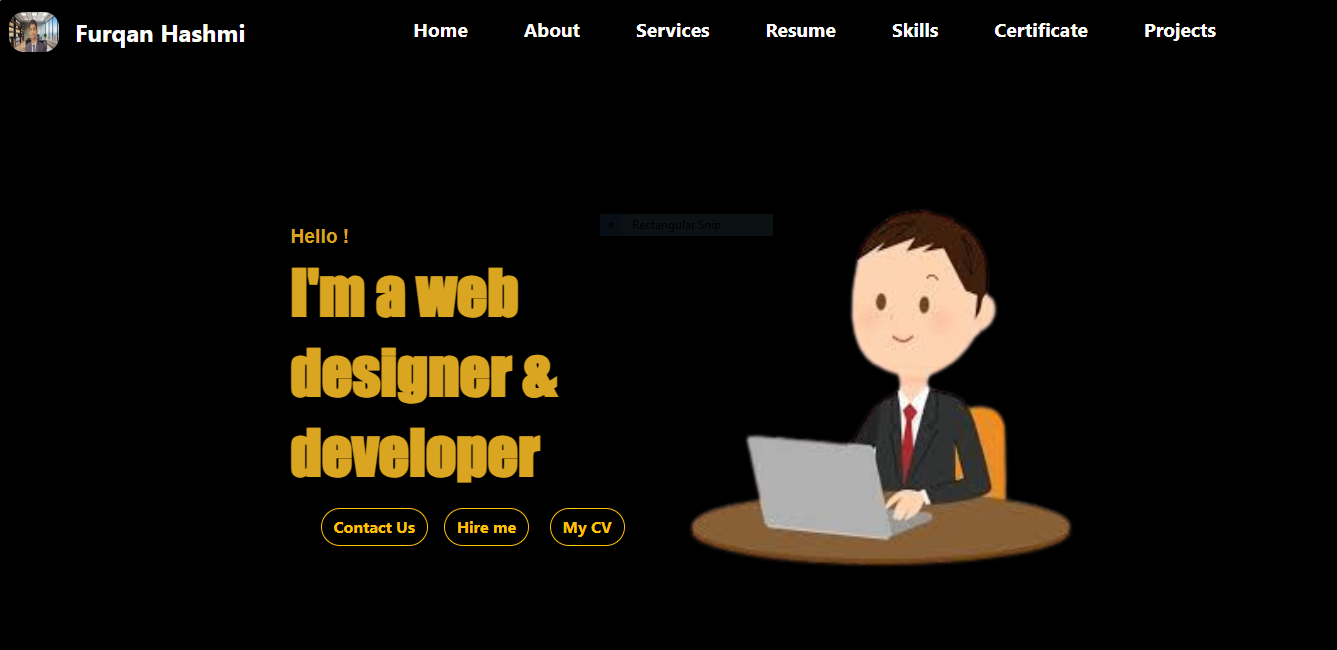 Furqan Hashmi
Home About Services Resume Skills Certificate Projects
Rectangular Snip
Hello !
I'm a web
designer &
developer
Contact Us Hire me My CV